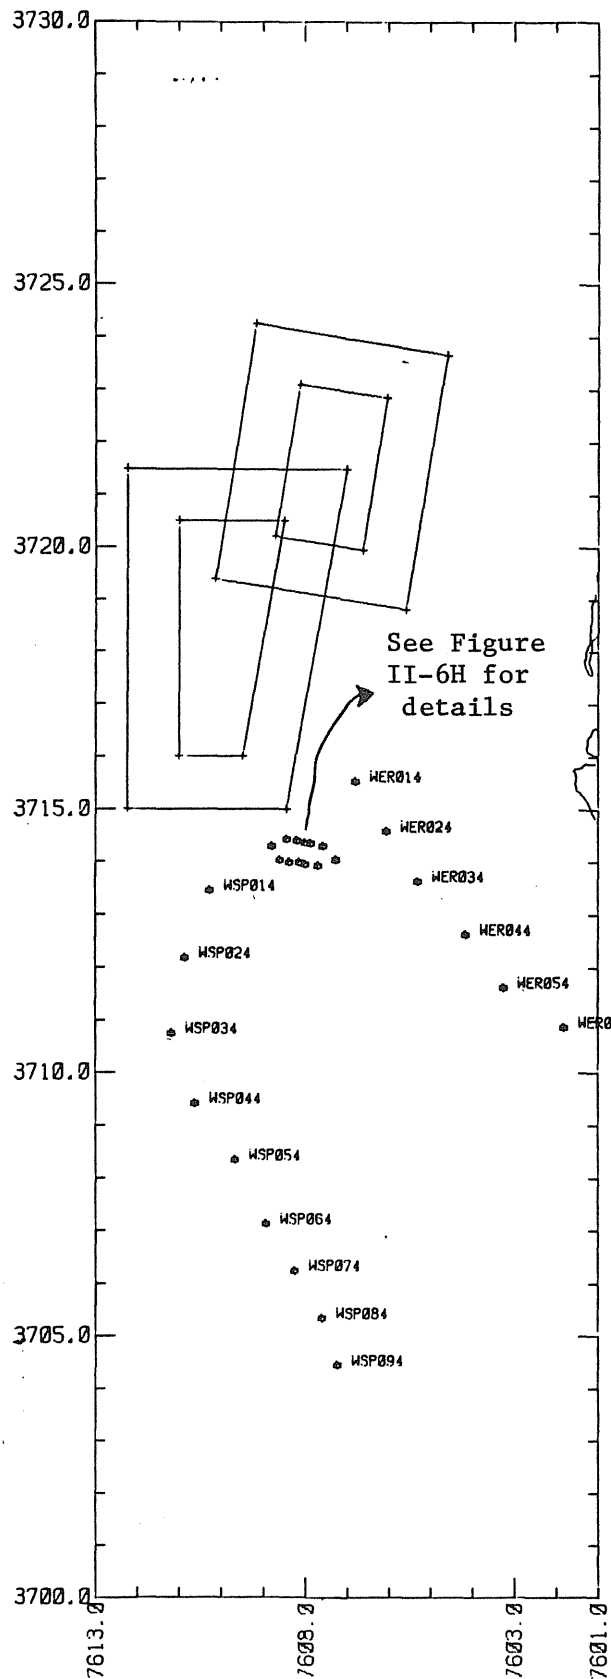 3730.0
3725.0
3720.0
See Figure
II-6H for
details
3715.0
WER014
WER024
WER034
WSP014
WER044
WSP024
WER054
WSP034
WER0
3710.0
WSP044
WSP054
WSP064
WSP074
WSP084
3705.0
WSP094
3700.0
7613.0
7608.0
7603.0
7601.0